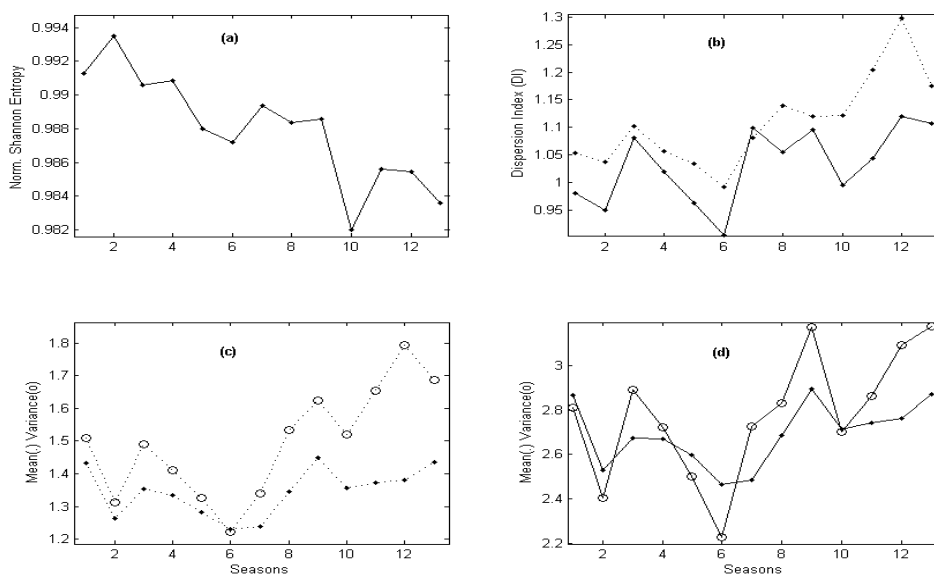 (a)
Norm. Shannon Entropy
0.994
0.992
0.99
0.988
0.986
0.984
0.982
2 4 6 8 10 12
(b)
Dispersion Index (DI)
1.3
1.25
1.2
1.15
1.1
1.05
1
0.95
2 4 6 8 10 12
(c)
Mean(.) Variance(o)
1.8
1.7
1.6
1.5
1.4
1.3
1.2
2 4 6 8 10 12
Seasons
(d)
Mean(.) Variance(o)
3
2.8
2.6
2.4
2.2
2 4 6 8 10 12
Seasons